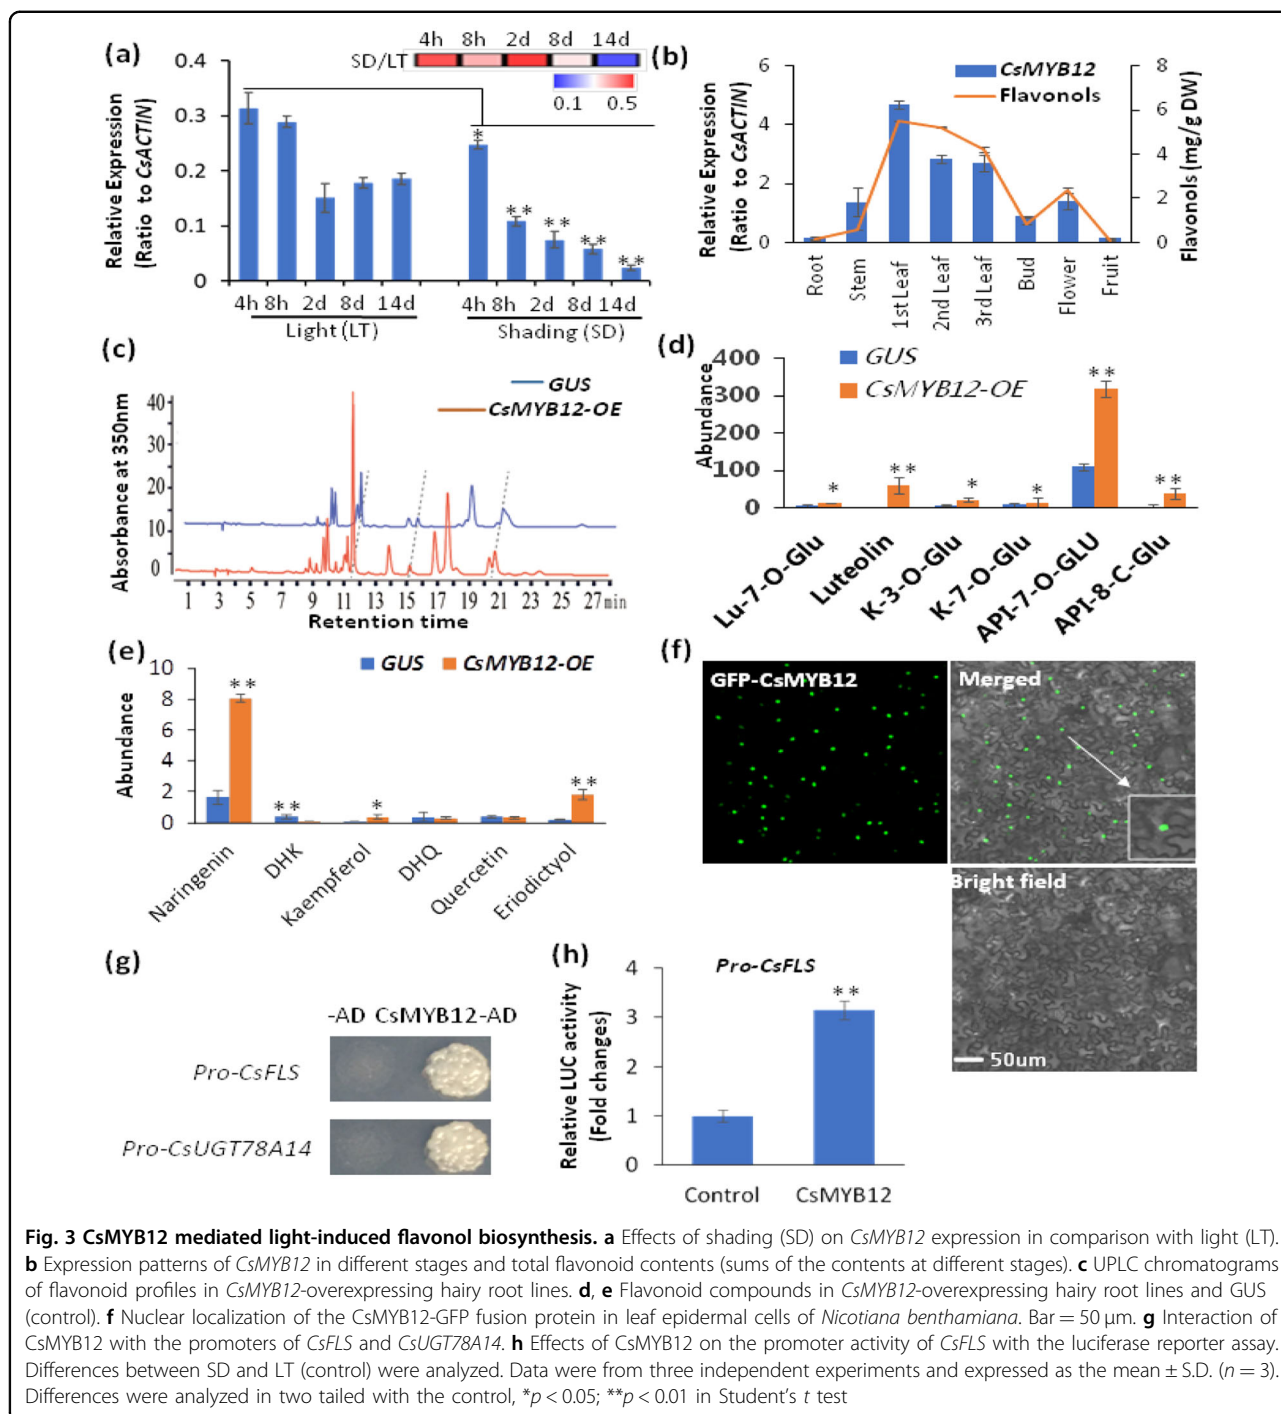 (a)
4h 8h 2d 8d 14d
SD/LT
0.1 0.5
Relative Expression
(Ratio to CsACTIN)
0.4
0.3
0.2
0.1
0
*
**
**
**
**
4h 8h 2d 8d 14d
4h 8h 2d 8d 14d
Light (LT)
Shading (SD)
(b)
CsMYB12
Flavonols
Relative Expression
(Ratio to CsACTIN)
6
4
2
0
8
6
4
2
0
Flavonols (mg/g DW)
Root
Stem
1st Leaf
2nd Leaf
3rd Leaf
Bud
Flower
Fruit
(c)
GUS
CsMYB12-OE
Absorbance at 350nm
40
30
20
10
0
1 3 5 7 9 11 13 15 17 19 21 23 25 27 min
Retention time
(d)
GUS
CsMYB12-OE
Abundance
400
300
200
100
0
*
**
*
*
**
**
Lu-7-O-Glu
Luteolin
K-3-O-Glu
K-7-O-Glu
API-7-O-GLU
API-8-C-Glu
(e)
GUS CsMYB12-OE
Abundance
10
8
6
4
2
0
**
**
*
**
Naringenin
DHK
Kaempferol
DHQ
Quercetin
Eriodictyol
(f)
GFP-CsMYB12
Merged
Bright field
50um
(g)
-AD CsMYB12-AD
Pro-CsFLS
Pro-CsUGT78A14
(h)
Pro-CsFLS
Relative LUC activity
(Fold changes)
4
3
2
1
0
**
Control CsMYB12
Fig. 3 CsMYB12 mediated light-induced flavonol biosynthesis. a Effects of shading (SD) on CsMYB12 expression in comparison with light (LT).
b Expression patterns of CsMYB12 in different stages and total flavonoid contents (sums of the contents at different stages). c UPLC chromatograms
of flavonoid profiles in CsMYB12-overexpressing hairy root lines. d, e Flavonoid compounds in CsMYB12-overexpressing hairy root lines and GUS
(control). f Nuclear localization of the CsMYB12-GFP fusion protein in leaf epidermal cells of Nicotiana benthamiana. Bar = 50 µm. g Interaction of
CsMYB12 with the promoters of CsFLS and CsUGT78A14. h Effects of CsMYB12 on the promoter activity of CsFLS with the luciferase reporter assay.
Differences between SD and LT (control) were analyzed. Data were from three independent experiments and expressed as the mean ± S.D. (n = 3).
Differences were analyzed in two tailed with the control, *p < 0.05; **p < 0.01 in Student's t test